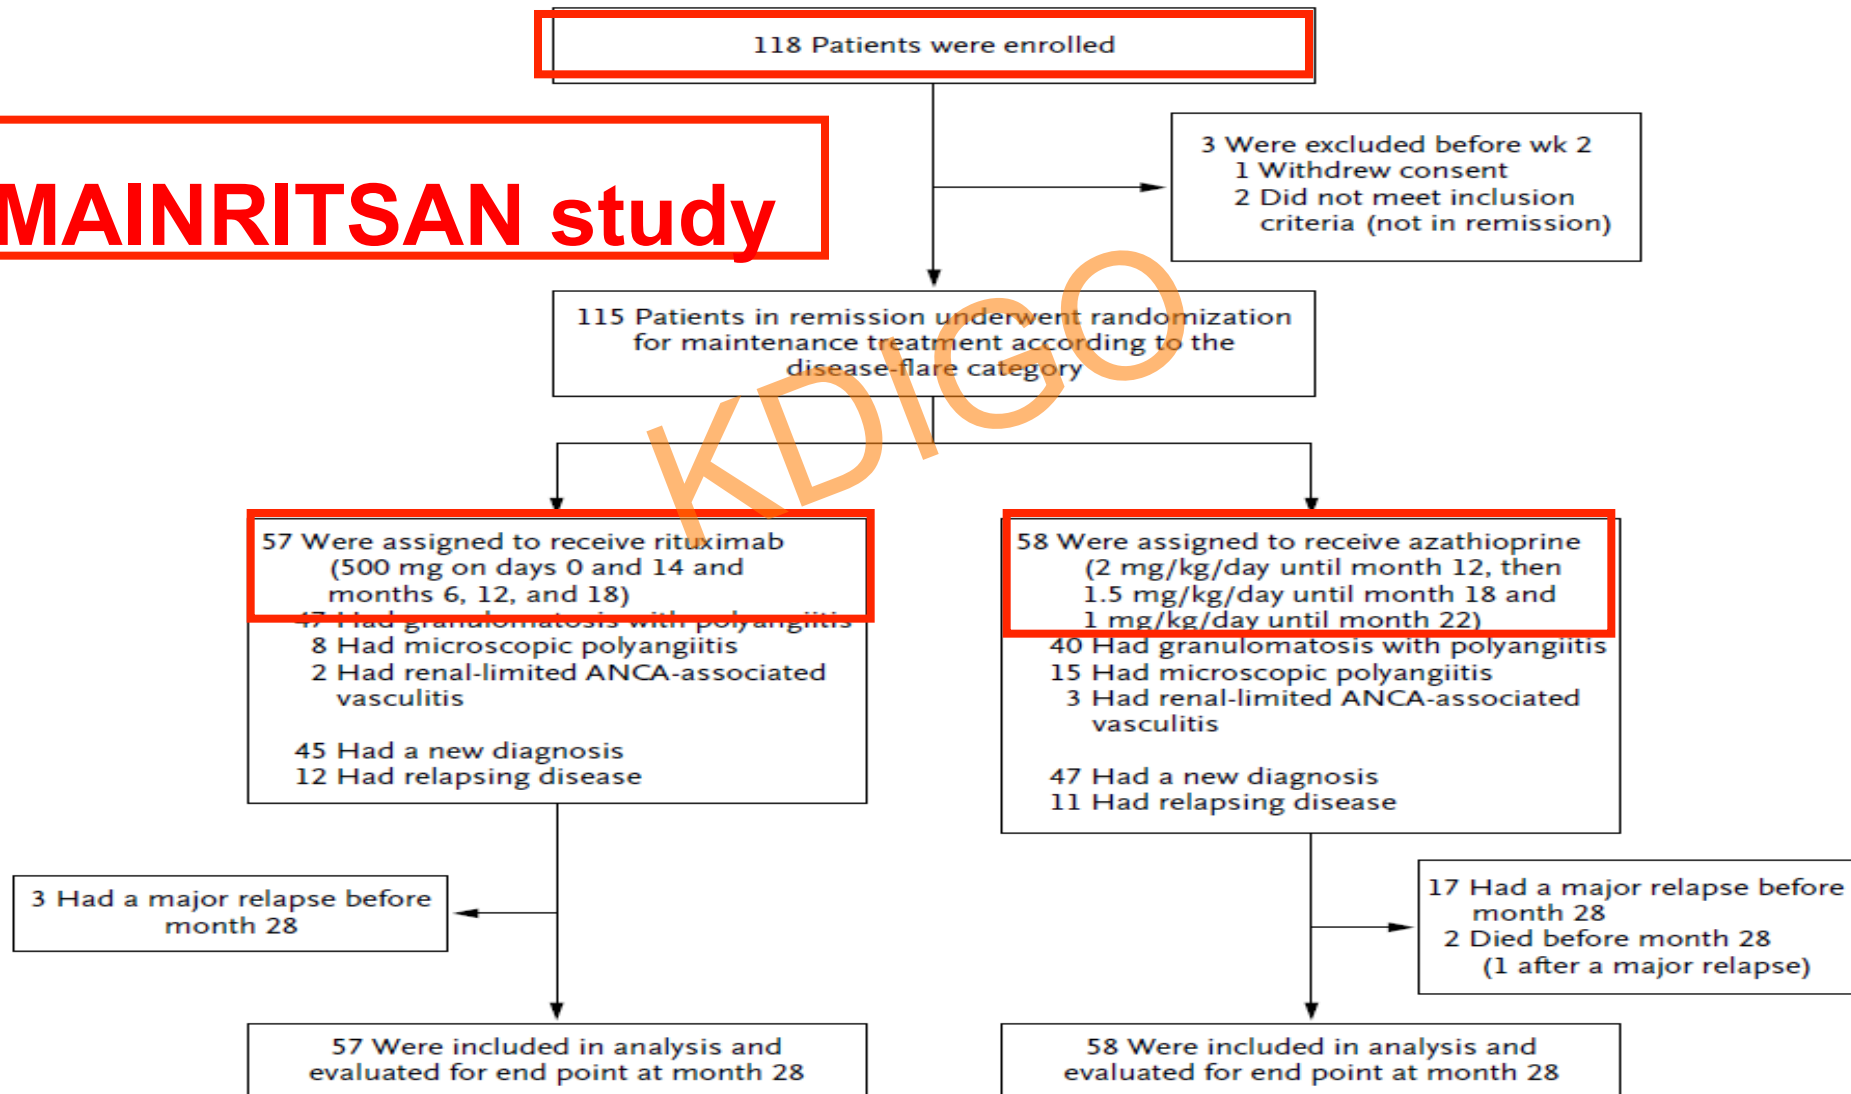 118 Patients were enrolled
3 Were excluded before wk 2
1 Withdrew consent
2 Did not meet inclusion
criteria (not in remission)
MAINRITSAN study
115 Patients in remission underwent randomization
for maintenance treatment according to the
disease-flare category
KDIGO
57 Were assigned to receive rituximab
(500 mg on days 0 and 14 and
months 6, 12, and 18)
47 Had granulomatosis with polyangiitis
8 Had microscopic polyangiitis
2 Had renal-limited ANCA-associated
vasculitis
45 Had a new diagnosis
12 Had relapsing disease
58 Were assigned to receive azathioprine
(2 mg/kg/day until month 12, then
1.5 mg/kg/day until month 18 and
1 mg/kg/day until month 22)
40 Had granulomatosis with polyangiitis
15 Had microscopic polyangiitis
3 Had renal-limited ANCA-associated
vasculitis
47 Had a new diagnosis
11 Had relapsing disease
3 Had a major relapse before
month 28
17 Had a major relapse before
month 28
2 Died before month 28
(1 after a major relapse)
57 Were included in analysis and
evaluated for end point at month 28
58 Were included in analysis and
evaluated for end point at month 28